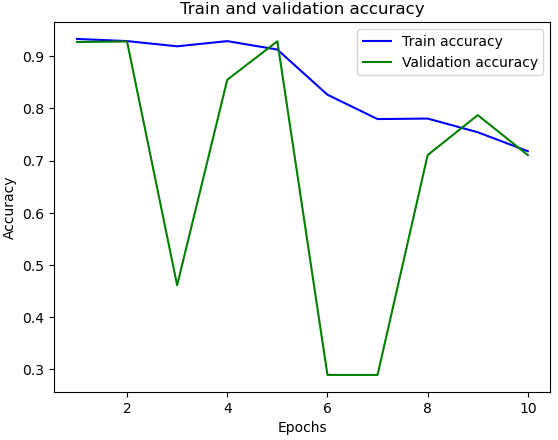 Train and validation accuracy
Train accuracy
Validation accuracy
Accuracy
0.9
0.8
0.7
0.6
0.5
0.4
0.3
2 4 6 8 10
Epochs